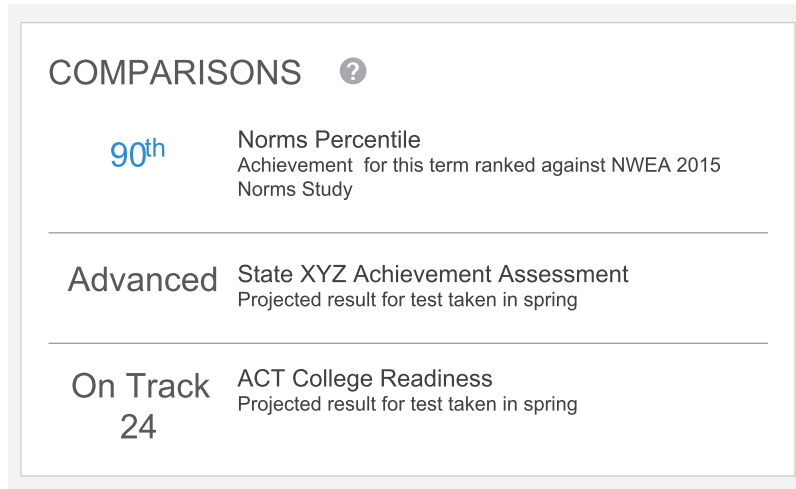 COMPARISONS ?
90th
Norms Percentile
Achievement  for this term ranked against NWEA 2015
Norms Study
Advanced
State XYZ Achievement Assessment
Projected result for test taken in spring
On Track
24
ACT College Readiness
Projected result for test taken in spring